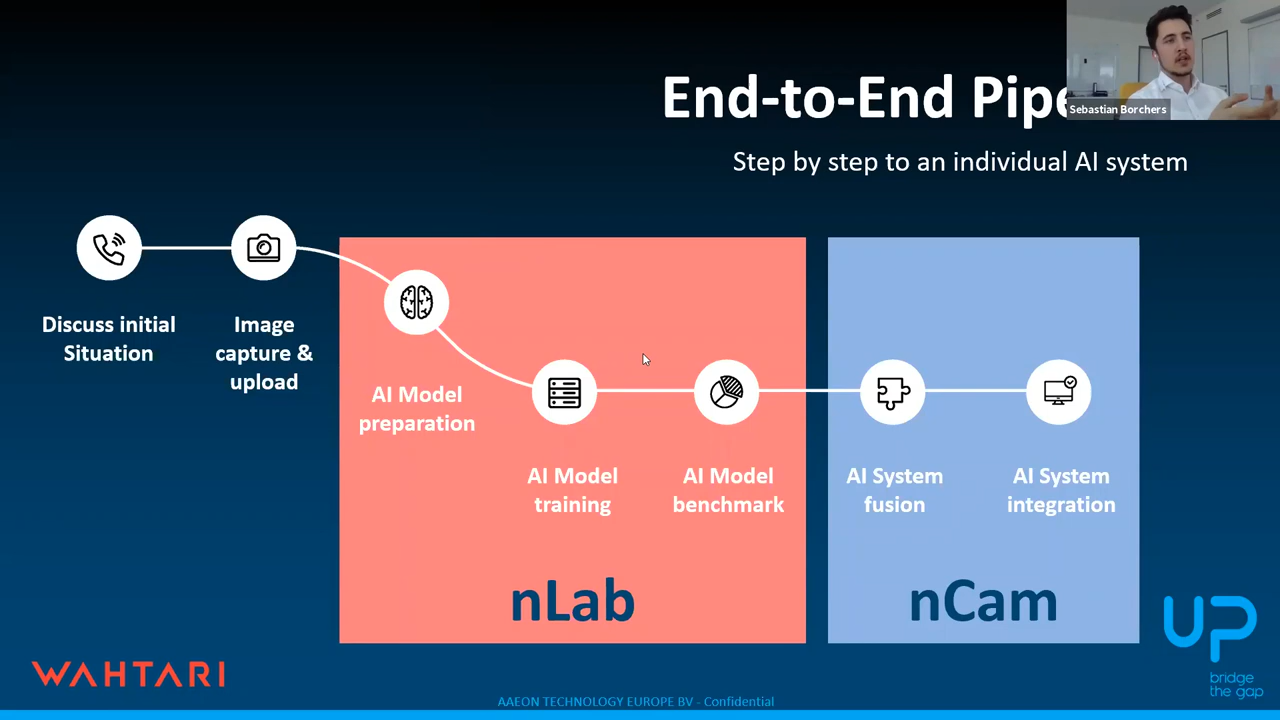 End-to-End Pipe
Sebastian Borchers
Step by step to an individual AI system
Discuss initial
Situation
Image
capture &
upload
AI Model
preparation
AI Model
training
AI Model
benchmark
AI System
fusion
AI System
integration
nLab
nCam
WAHTARI
UP
bridge
the gap
AAEON TECHNOLOGY EUROPE BV - Confidential